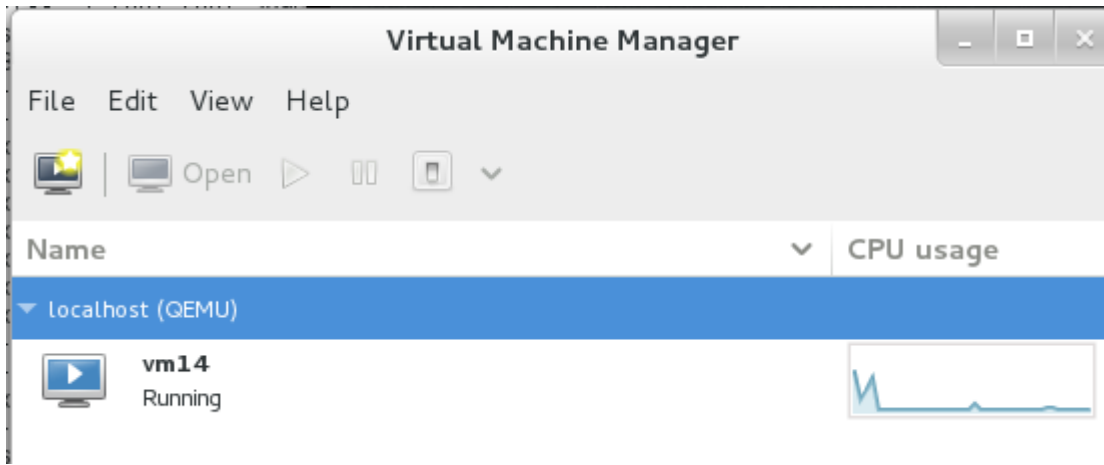 Virtual Machine Manager
File Edit View Help
Open
Name CPU usage
localhost (QEMU)
vm14
Running